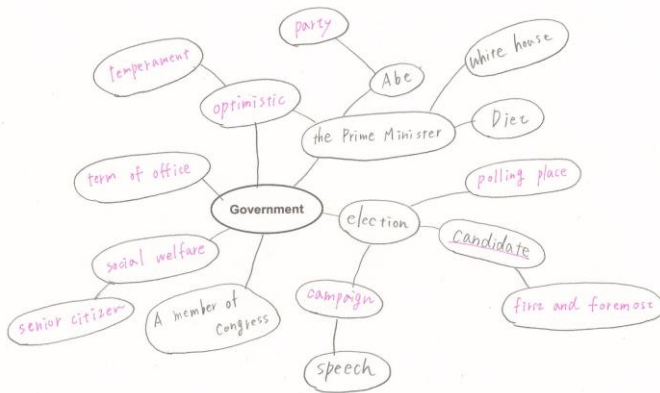 party
temperament
white house
Abe
optimistic
the Prime Minister
Diet
term of office
polling place
Government
election
candidate
social welfare
campaign
first and foremost
A member of
Congress
senior citizen
speech